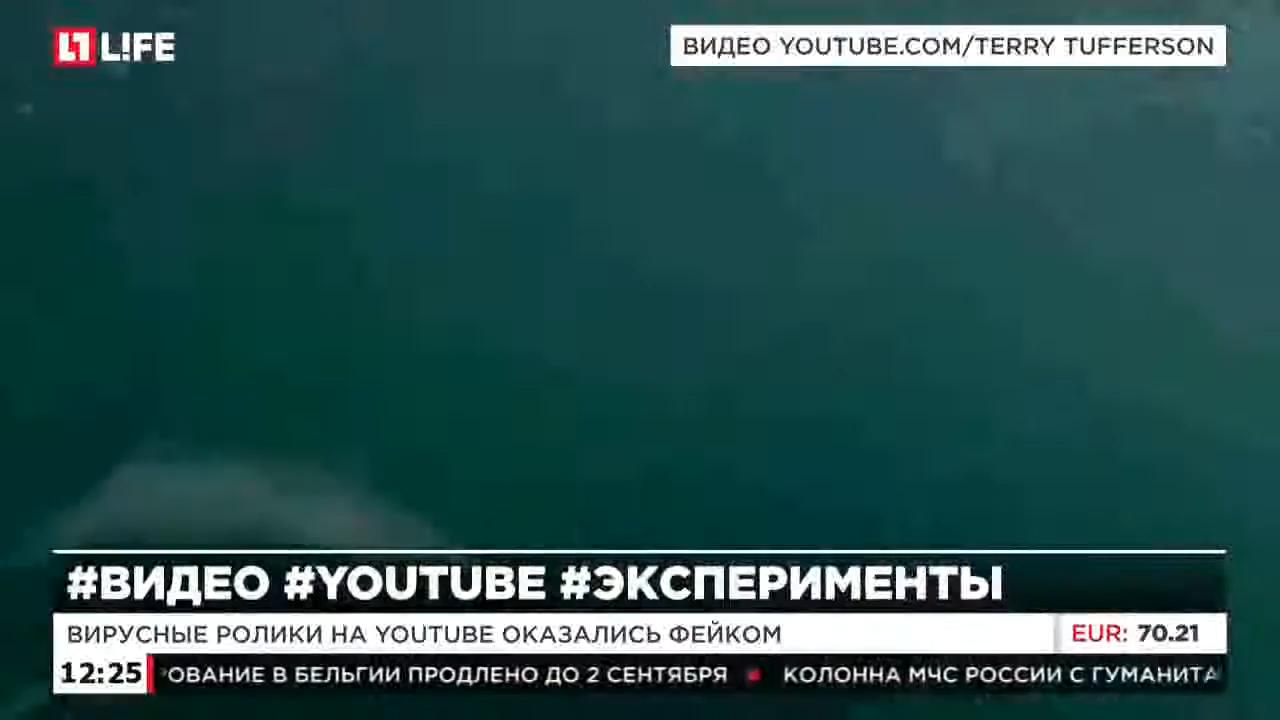 L!FE
ВИДЕО YOUTUBE.COM/TERRY TUFFERSON
#ВИДЕО #YOUTUBE #ЭКСПЕРИМЕНТЫ
ВИРУСНЫЕ РОЛИКИ НА YOUTUBE ОКАЗАЛИСЬ ФЕЙКОМ
EUR: 70.21
12:25
ОВАНИЕ В БЕЛЬГИИ ПРОДЛЕНО ДО 2 СЕНТЯБРЯ КОЛОННА МЧС РОССИИ С ГУМАНИТА